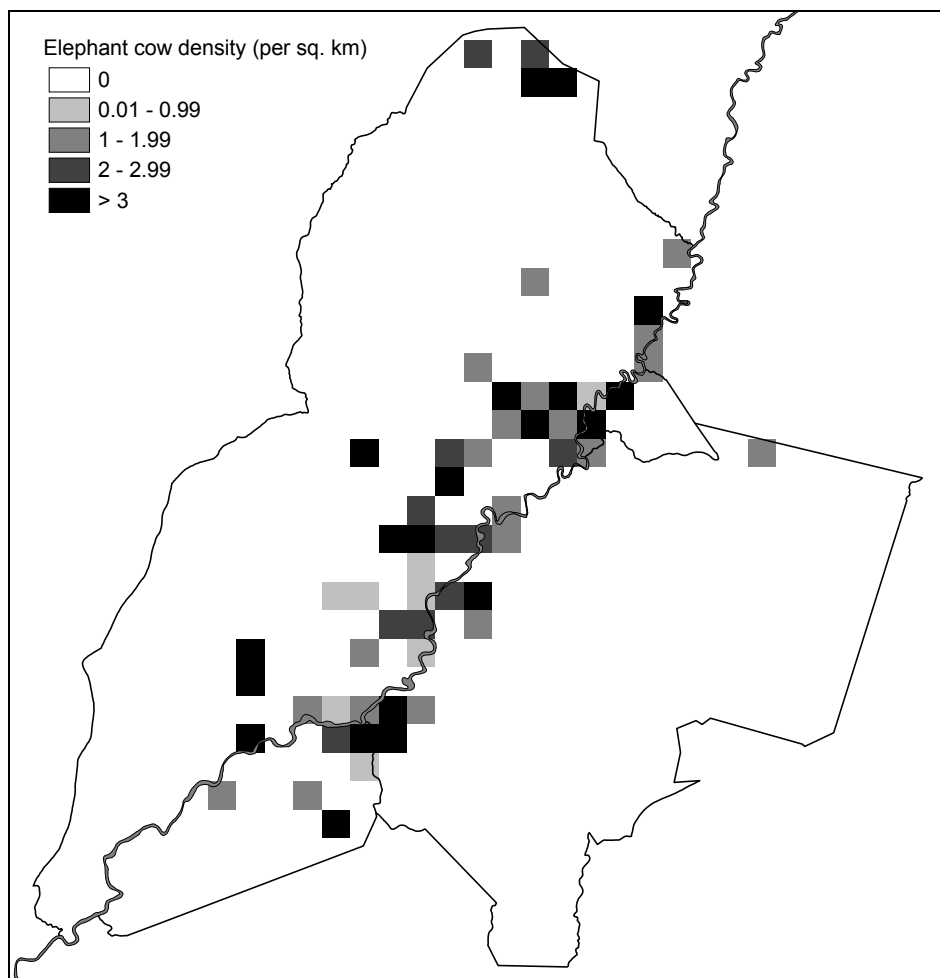 Elephant cow density (per sq. km)
0
0.01 - 0.99
1 - 1.99
2 - 2.99
> 3